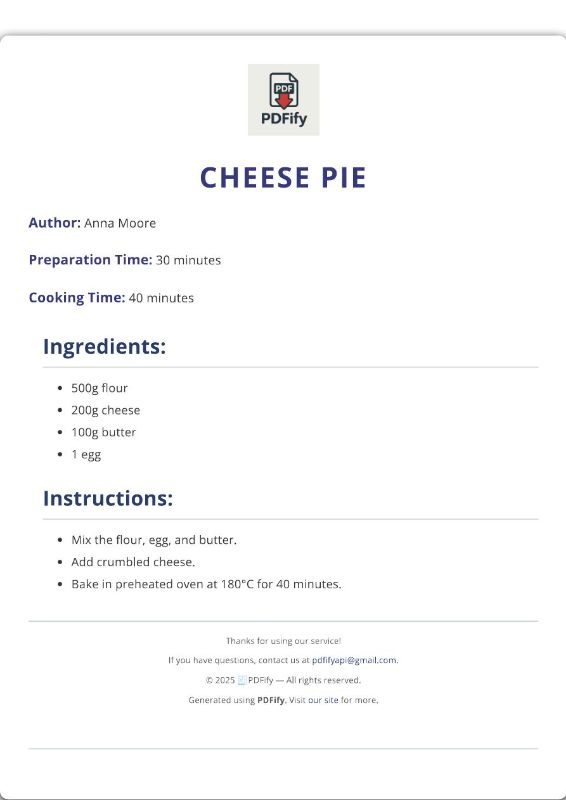 PDF
PDFify
CHEESE PIE
Author: Anna Moore
Preparation Time: 30 minutes
Cooking Time: 40 minutes
Ingredients:
• 500g flour
• 200g cheese
• 100g butter
• 1 egg
Instructions:
• Mix the flour, egg, and butter.
• Add crumbled cheese.
• Bake in preheated oven at 180°C for 40 minutes.
Thanks for using our service!
If you have questions, contact us at pdfifyapi@gmail.com.
© 2025 🧾PDFify — All rights reserved.
Generated using PDFify. Visit our site for more.